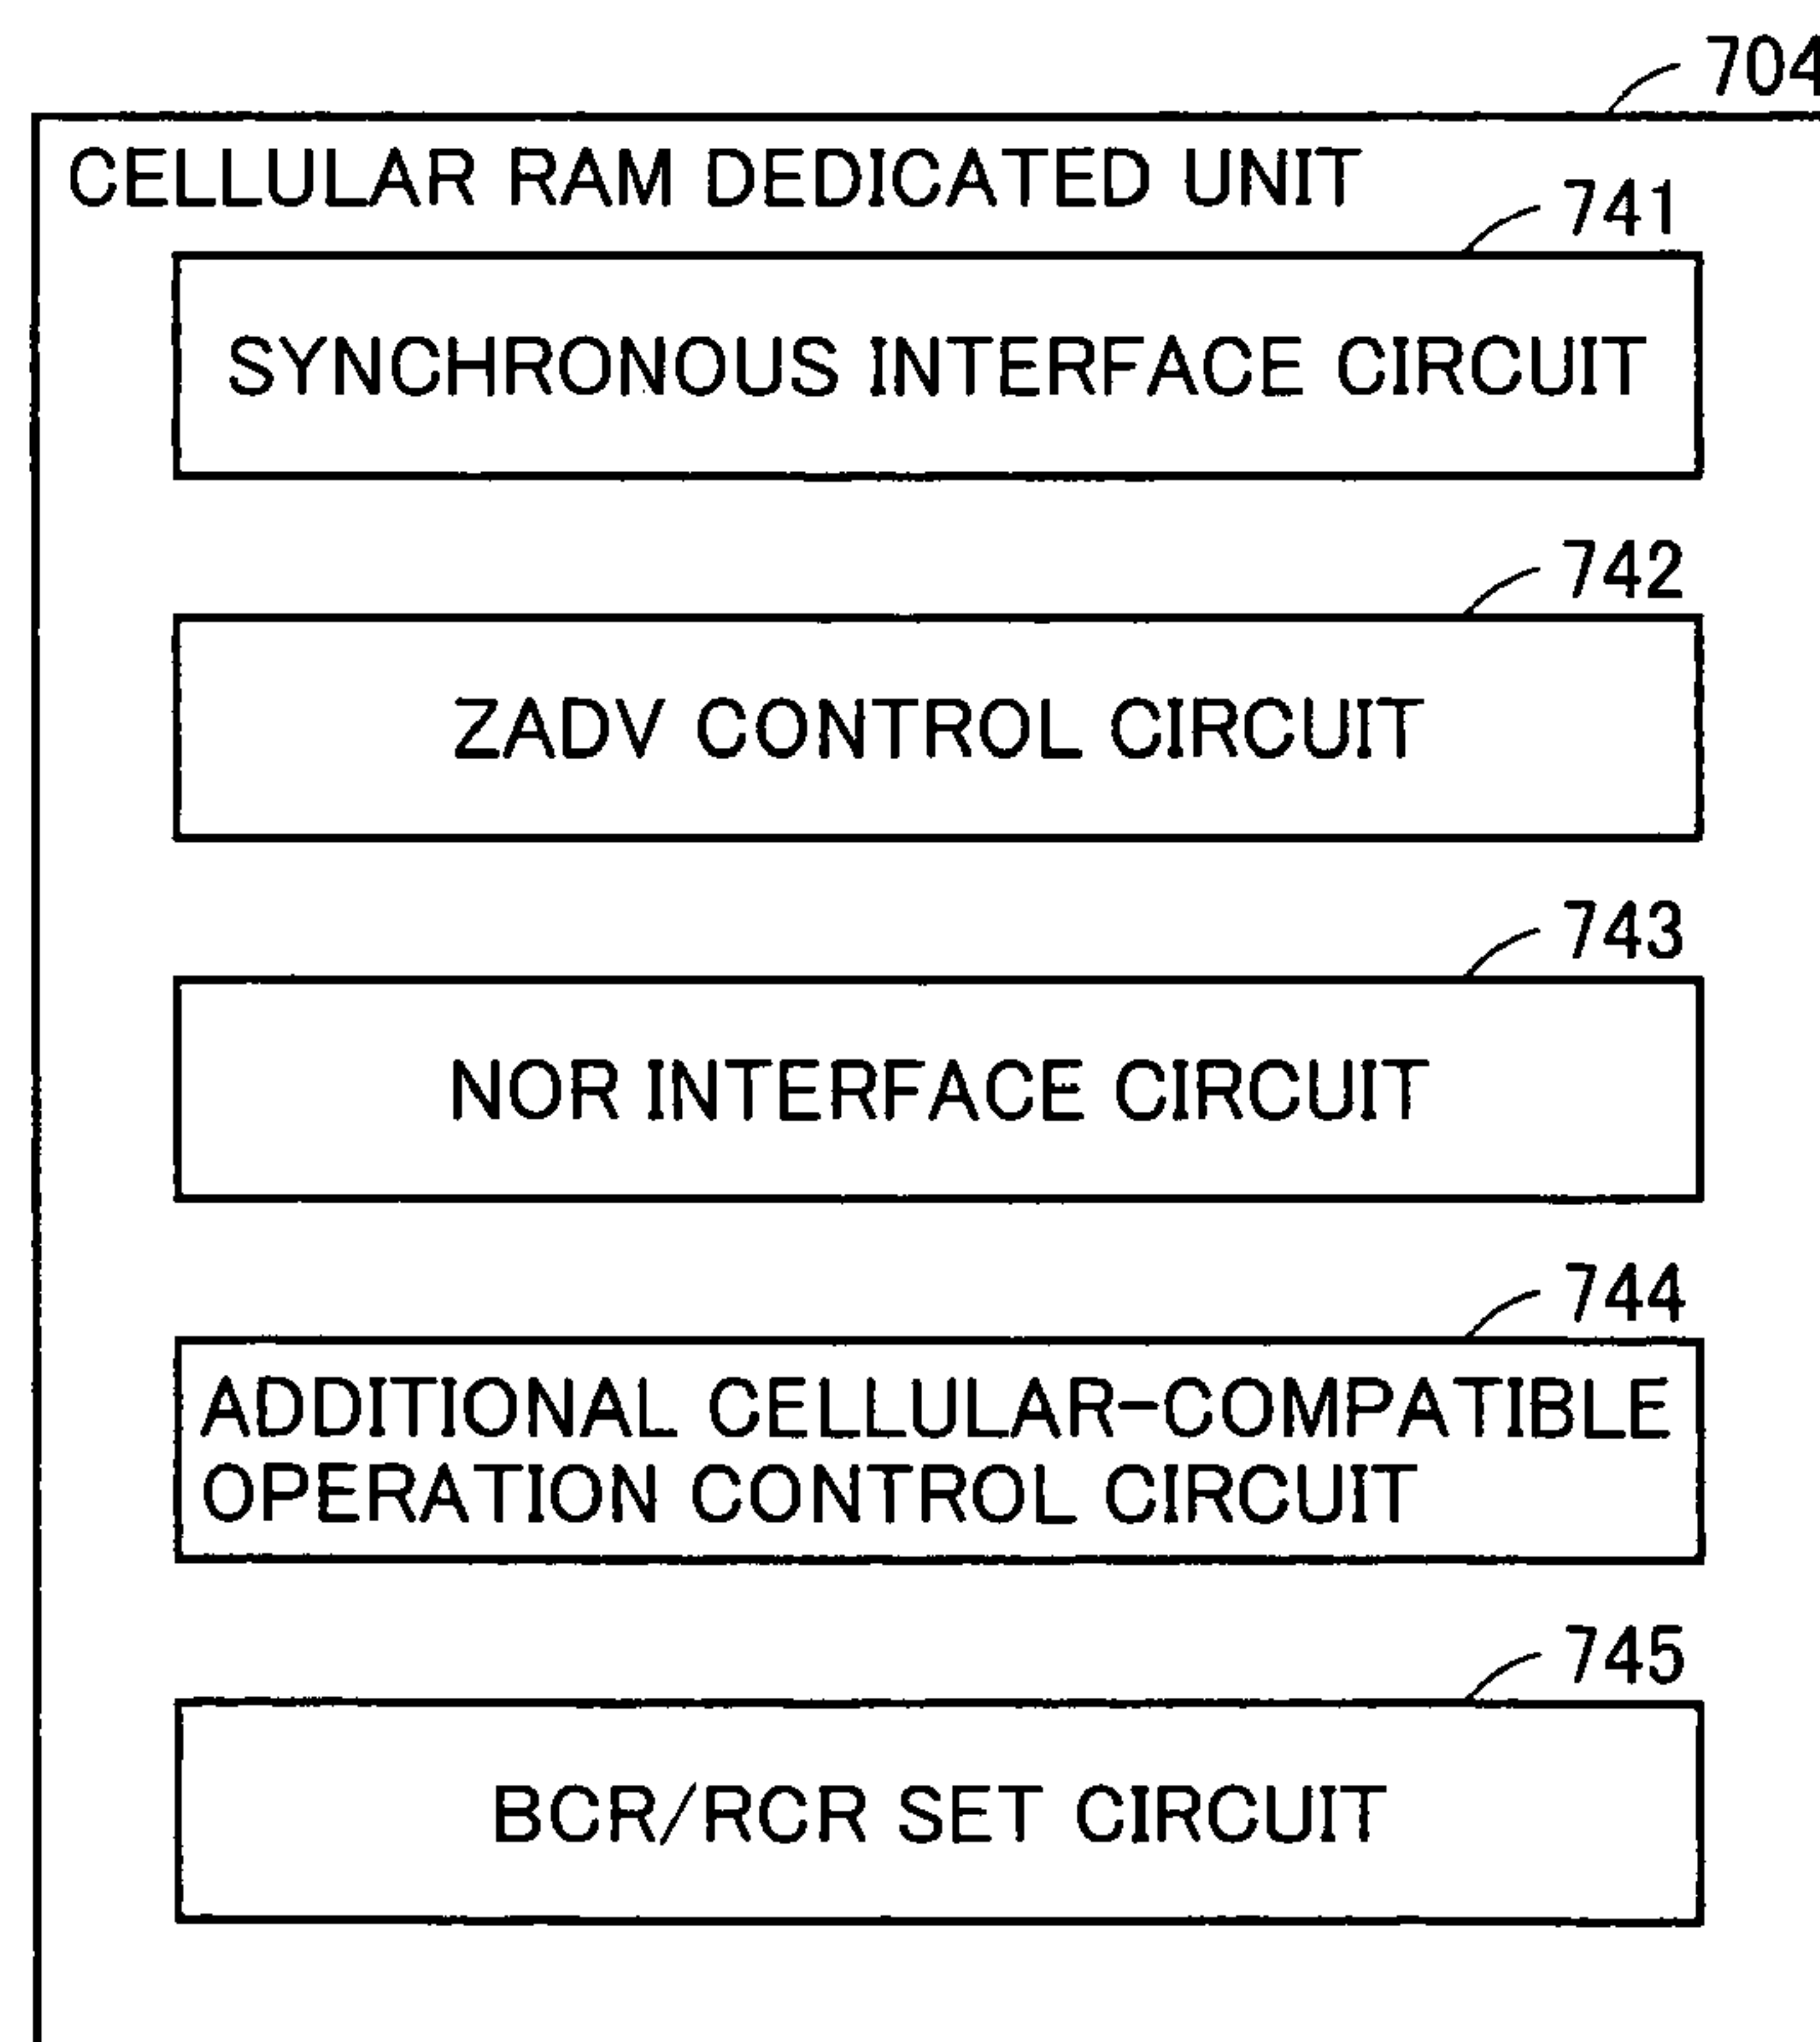 704
CELLULAR RAM DEDICATED UNIT
741
SYNCHRONOUS INTERFACE CIRCUIT
742
ZADV CONTROL CIRCUIT
743
NOR INTERFACE CIRCUIT
744
ADDITIONAL CELLULAR-COMPATIBLE
OPERATION CONTROL CIRCUIT
745
BCR/RCR SET CIRCUIT